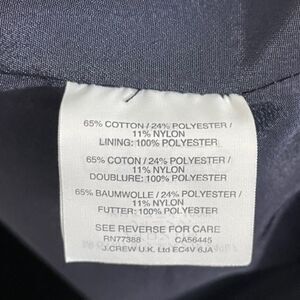 65% COTTON / 24% POLYESTER /
11% NYLON
LINING: 100% POLYESTER
65% COTON / 24% POLYESTER /
11% NYLON
DOUBLURE: 100% POLYESTER
65% BAUMWOLLE / 24% POLYESTER /
11% NYLON
FUTTER: 100% POLYESTER
SEE REVERSE FOR CARE
RN77388 CA56445
J.CREW U.K. Ltd EC4V 6JA